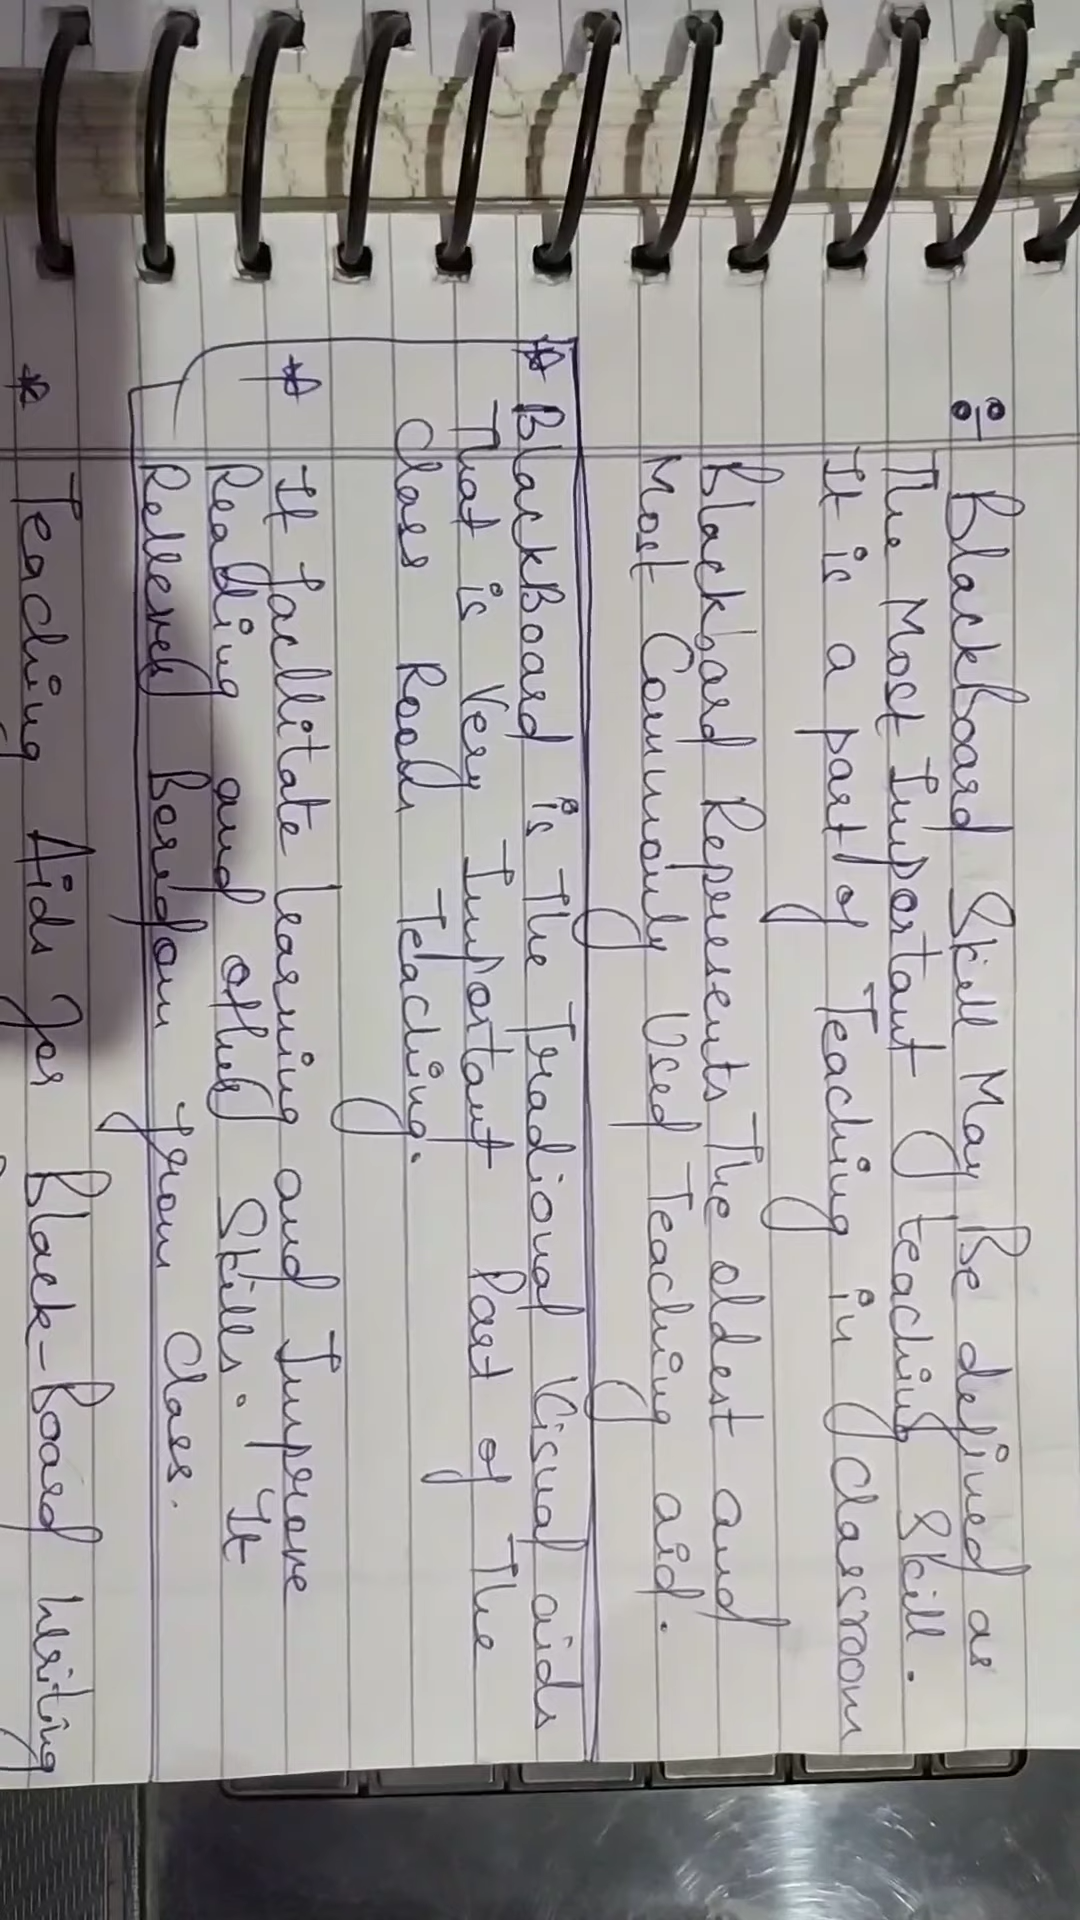 Blackboard Skill May Be defined as
The Most Important teaching Skill.
It is a part of Teaching in classroom
Blackboard Represents The oldest and
Most Commonly Used Teaching aid.
* BlackBoard is The Tradional Visual aids
That is Very Important Part of The
Class Room Teaching.
* It facilitate learning and Improve
Reading and other Skills. It
Relieves Boredom from Class.
* Teaching Aids for Black-Board Writing